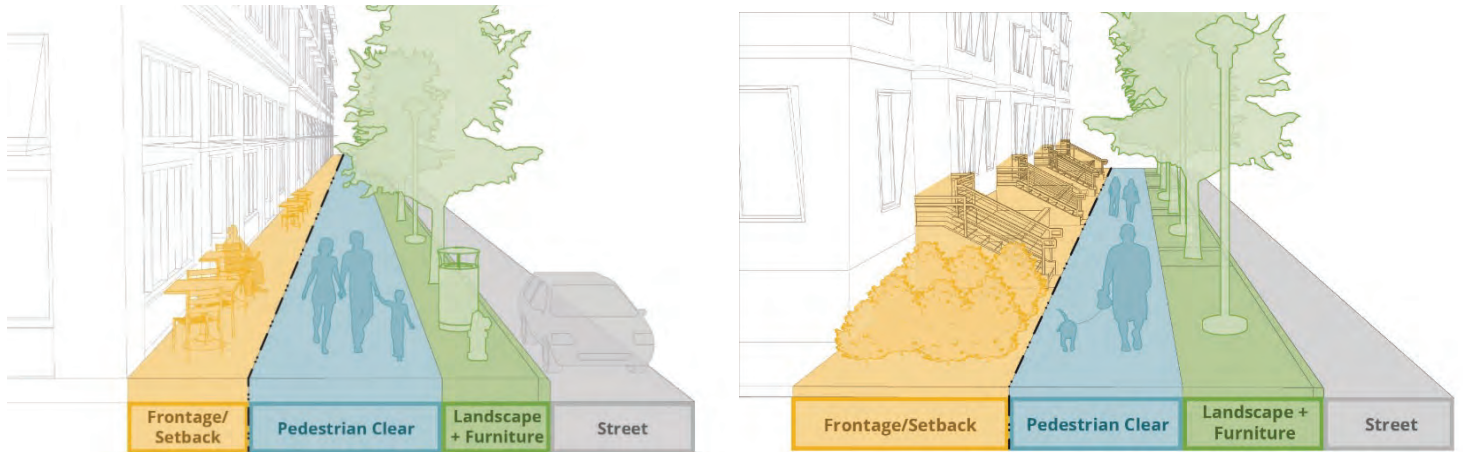 Frontage/
Setback
Pedestrian Clear
Landscape
+ Furniture
Street
Frontage/Setback
Pedestrian Clear
Landscape +
Furniture
Street